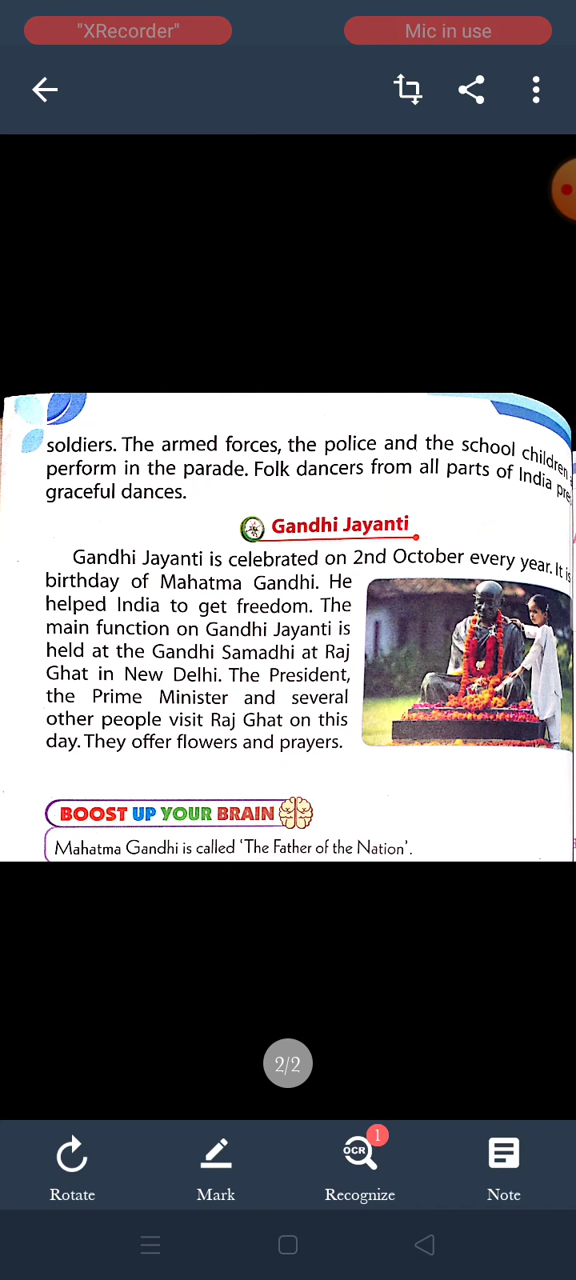 "XRecorder"
Mic in use
soldiers. The armed forces, the police and the school children
perform in the parade. Folk dancers from all parts of India
graceful dances.
Gandhi Jayanti
Gandhi Jayanti is celebrated on 2nd October every year. It is
birthday of Mahatma Gandhi. He
helped India to get freedom. The
main function on Gandhi Jayanti is
held at the Gandhi Samadhi at Raj
Ghat in New Delhi. The President,
the Prime Minister and several
other people visit Raj Ghat on this
day. They offer flowers and prayers.
BOOST UP YOUR BRAIN
Mahatma Gandhi is called 'The Father of the Nation'.
2/2
OCR
1
Rotate
Mark
Recognize
Note